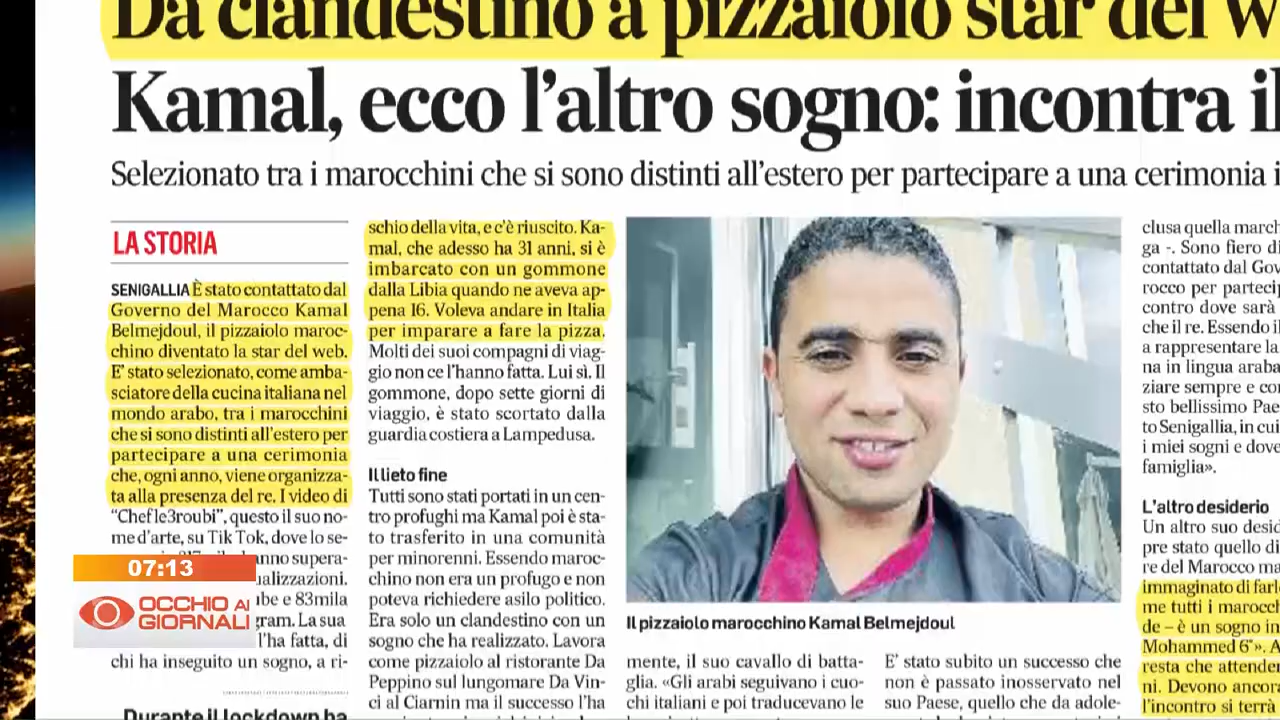 Da clandestino a pizzaiolo star del w
Kamal, ecco l'altro sogno: incontra il
Selezionato tra i marocchini che si sono distinti all'estero per partecipare a una cerimonia
LA STORIA
SENIGALLIA È stato contattato dal
Governo del Marocco Kamal
Belmejdoul, il pizzaiolo maroc-
chino diventato la star del web.
E' stato selezionato, come amba-
sciatore della cucina italiana nel
mondo arabo, tra i marocchini
che si sono distinti all'estero per
partecipare a una cerimonia
che, ogni anno, viene organizza-
ta alla presenza del re. I video di
"Chef le3roubi", questo il suo no-
me d'arte, su Tik Tok, dove lo se-
anno supera-
ualizzazioni.
ube e 83mila
gram. La sua
l'ha fatta, di
chi ha inseguito un sogno, a ri-
Durante il lockdown ha
schio della vita, e c'è riuscito. Ka-
mal, che adesso ha 31 anni, si è
imbarcato con un gommone
dalla Libia quando ne aveva ap-
pena 16. Voleva andare in Italia
per imparare a fare la pizza.
Molti dei suoi compagni di viag-
gio non ce l'hanno fatta. Lui sì. Il
gommone, dopo sette giorni di
viaggio, è stato scortato dalla
guardia costiera a Lampedusa.
Il lieto fine
Tutti sono stati portati in un cen-
tro profughi ma Kamal poi è sta-
to trasferito in una comunità
per minorenni. Essendo maroc-
chino non era un profugo e non
poteva richiedere asilo politico.
Era solo un clandestino con un
sogno che ha realizzato. Lavora
come pizzaiolo al ristorante Da
Peppino sul lungomare Da Vin-
ci al Ciarnin ma il successo l'ha
Il pizzaiolo marocchino Kamal Belmejdoul
mente, il suo cavallo di batta-
glia. «Gli arabi seguivano i cuo-
chi italiani e poi traducevano le
E' stato subito un successo che
non è passato inosservato nel
suo Paese, quello che da adole-
clusa quella march
ga -. Sono fiero di
contattato dal Gov
rocco per particip
contro dove sarà
che il re. Essendo i
a rappresentare la
na in lingua araba
ziare sempre e con
sto bellissimo Pae
to Senigallia, in cui
i miei sogni e dove
famiglia».
L'altro desiderio
Un altro suo desid
pre stato quello di
re del Marocco ma
immaginato di farl
me tutti i marocch
de – è un sogno in
Mohammed 6°». A
resta che attender
ni. Devono ancora
l'incontro si terrà
07:13
OCCHIO AI
GIORNALI